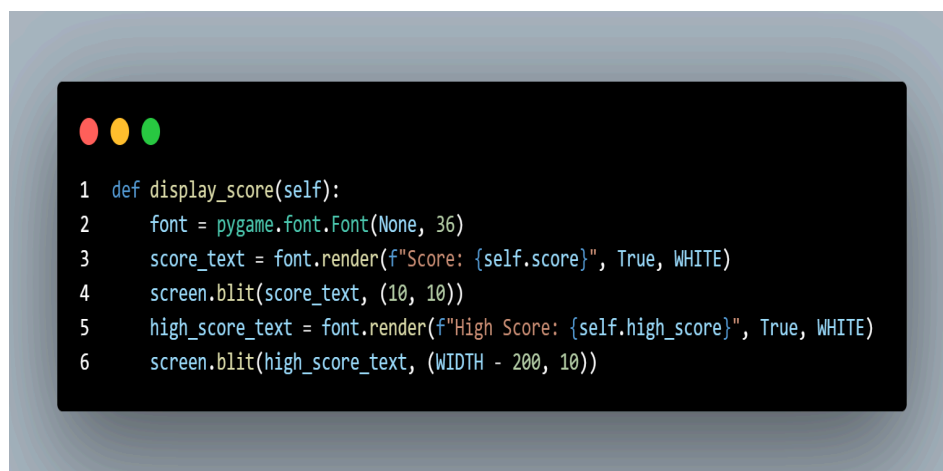 1 def display_score(self):
2     font = pygame.font.Font(None, 36)
3     score_text = font.render(f"Score: {self.score}", True, WHITE)
4     screen.blit(score_text, (10, 10))
5     high_score_text = font.render(f"High Score: {self.high_score}", True, WHITE)
6     screen.blit(high_score_text, (WIDTH - 200, 10))